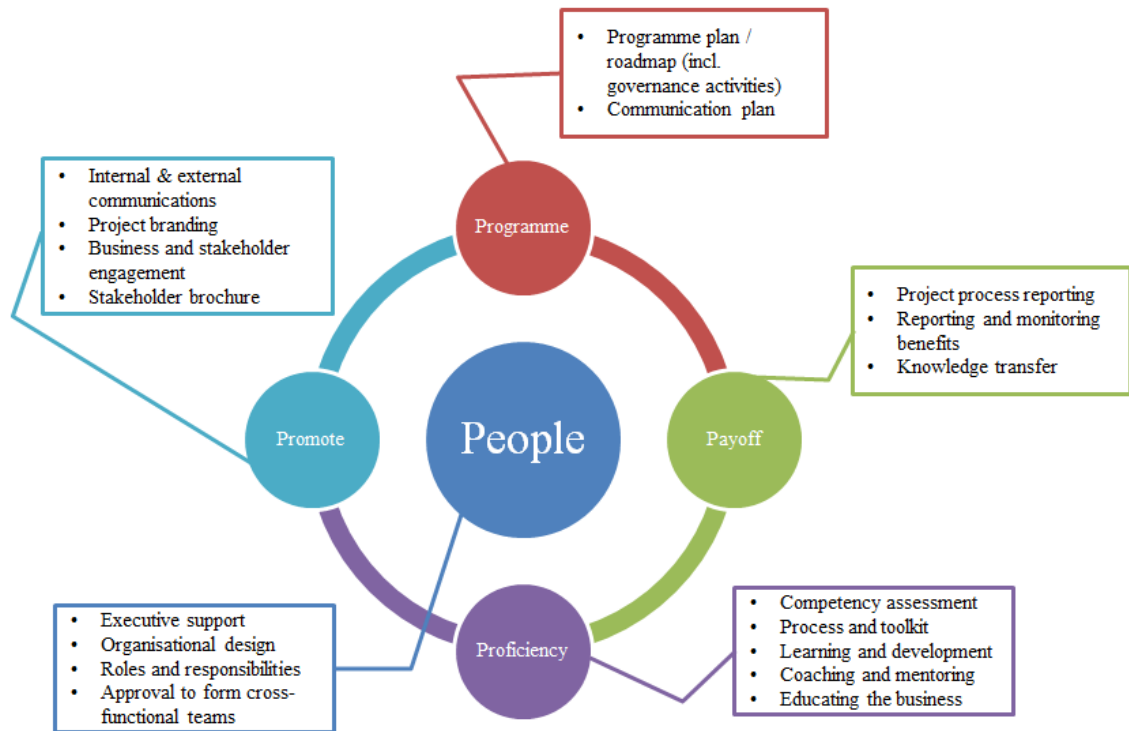 • Programme plan /
roadmap (incl.
governance activities)
• Communication plan
• Internal & external
communications
• Project branding
• Business and stakeholder
engagement
• Stakeholder brochure
Programme
• Project process reporting
• Reporting and monitoring
benefits
• Knowledge transfer
Promote
People
Payoff
• Executive support
• Organisational design
• Roles and responsibilities
• Approval to form cross-
functional teams
Proficiency
• Competency assessment
• Process and toolkit
• Learning and development
• Coaching and mentoring
• Educating the business